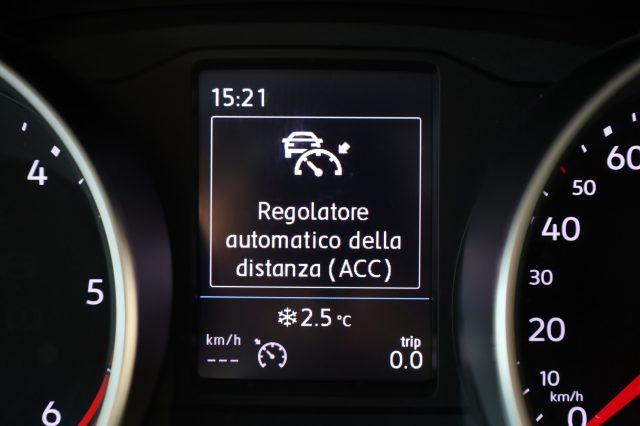 15:21
Regolatore
automatico della
distanza (ACC)
2.5 °C
km/h
trip
---
0.0
4
5
6
60
50
40
30
20
10
km/h
0